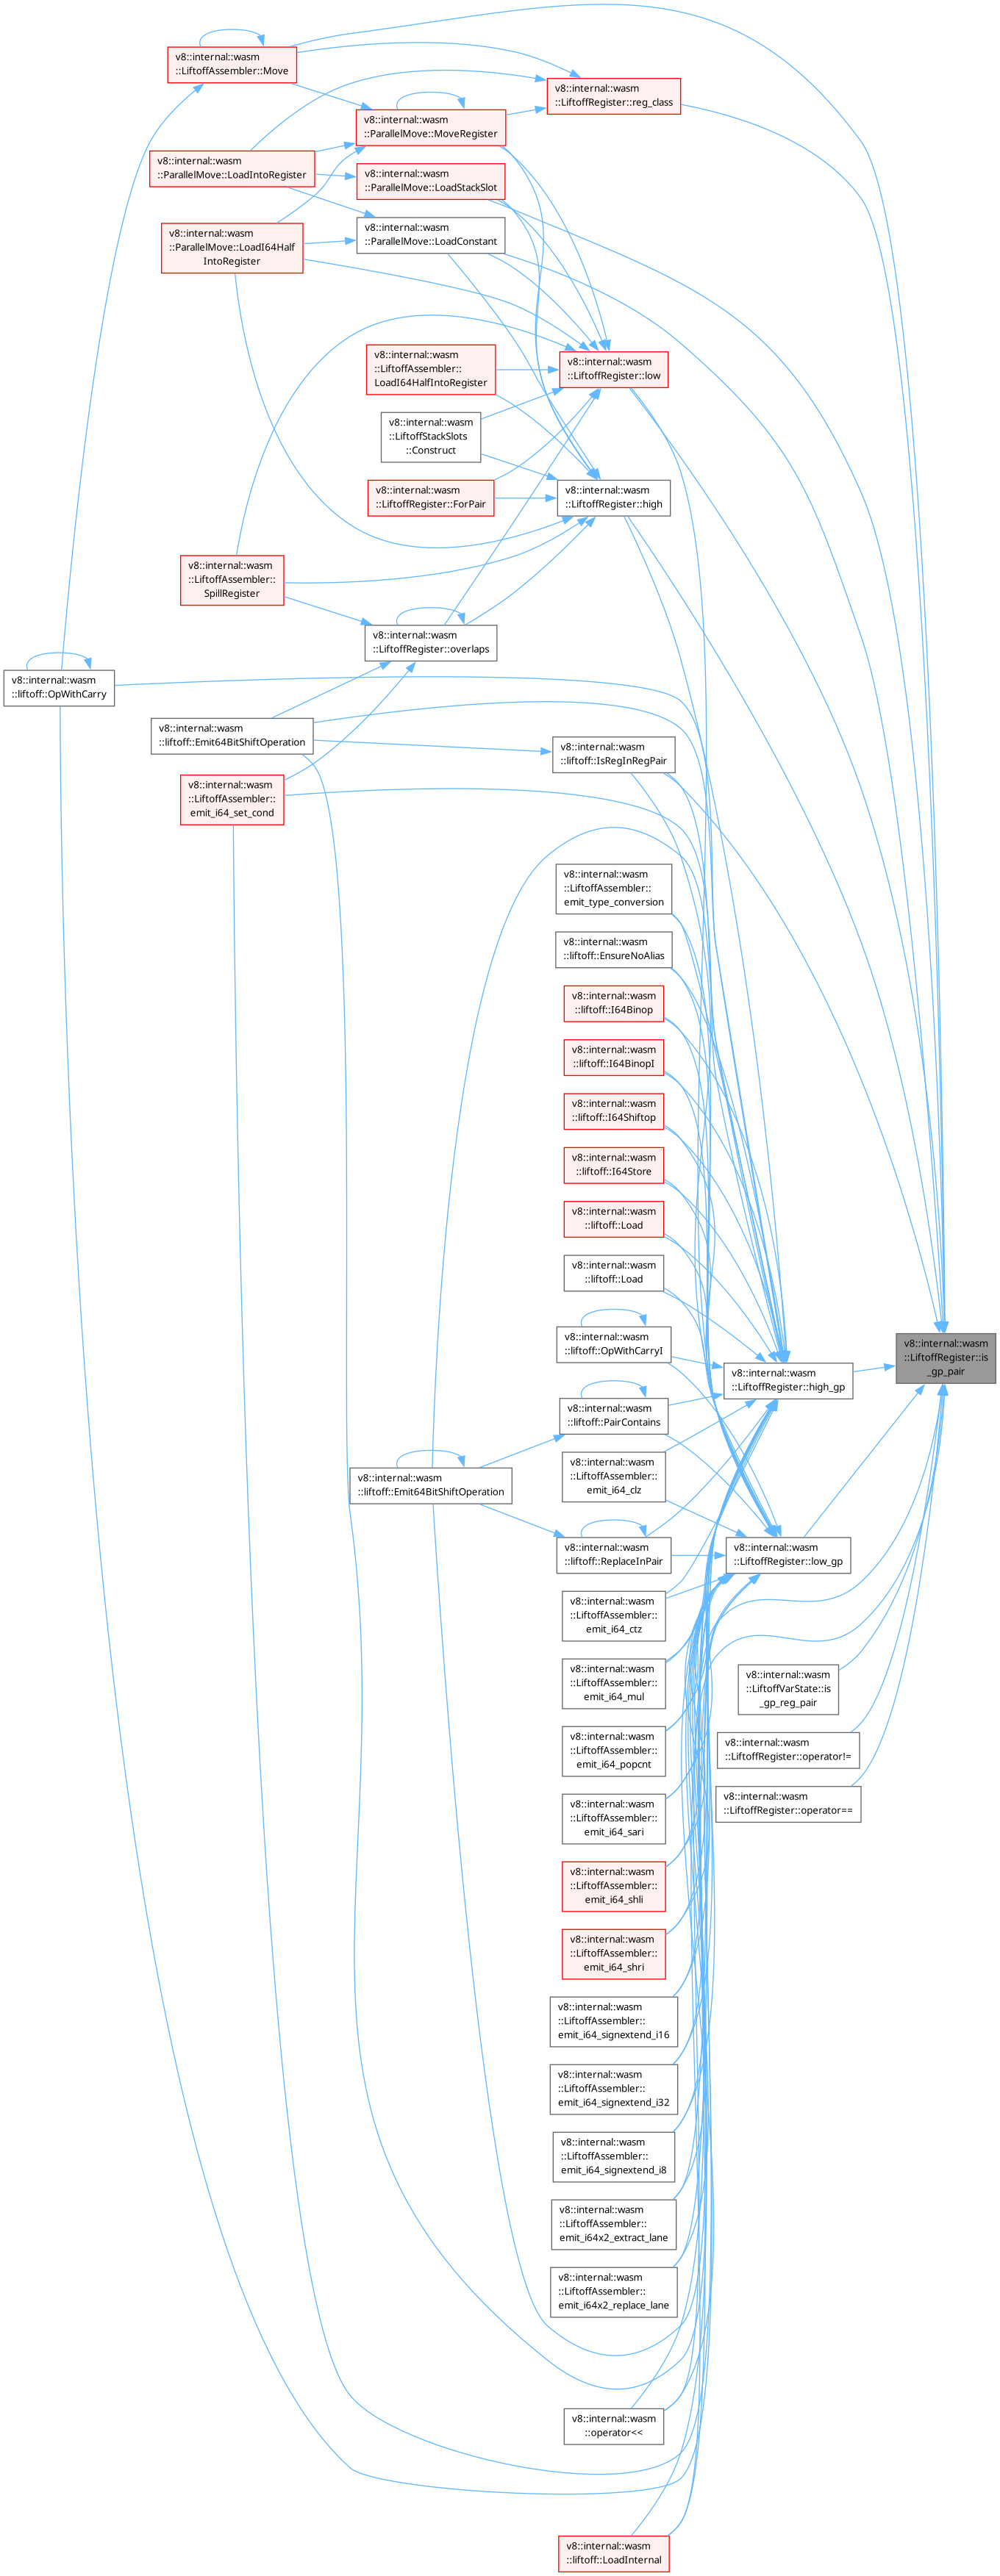 v8::internal::wasm
::LiftoffAssembler::Move
v8::internal::wasm
::LiftoffRegister::reg_class
v8::internal::wasm
::ParallelMove::MoveRegister
v8::internal::wasm
::ParallelMove::LoadIntoRegister
v8::internal::wasm
::ParallelMove::LoadStackSlot
v8::internal::wasm
::ParallelMove::LoadI64Half
IntoRegister
v8::internal::wasm
::ParallelMove::LoadConstant
v8::internal::wasm
::LiftoffAssembler::
LoadI64HalfIntoRegister
v8::internal::wasm
::LiftoffRegister::low
v8::internal::wasm
::LiftoffStackSlots
::Construct
v8::internal::wasm
::LiftoffRegister::ForPair
v8::internal::wasm
::LiftoffRegister::high
v8::internal::wasm
::LiftoffAssembler::
SpillRegister
v8::internal::wasm
::LiftoffRegister::overlaps
v8::internal::wasm
::liftoff::OpWithCarry
v8::internal::wasm
::liftoff::Emit64BitShiftOperation
v8::internal::wasm
::liftoff::IsRegInRegPair
v8::internal::wasm
::LiftoffAssembler::
emit_i64_set_cond
v8::internal::wasm
::LiftoffAssembler::
emit_type_conversion
v8::internal::wasm
::liftoff::EnsureNoAlias
v8::internal::wasm
::liftoff::I64Binop
v8::internal::wasm
::liftoff::I64BinopI
v8::internal::wasm
::liftoff::I64Shiftop
v8::internal::wasm
::liftoff::I64Store
v8::internal::wasm
::liftoff::Load
v8::internal::wasm
::liftoff::Load
v8::internal::wasm
::liftoff::OpWithCarryI
v8::internal::wasm
::LiftoffRegister::is
_gp_pair
v8::internal::wasm
::LiftoffRegister::high_gp
v8::internal::wasm
::liftoff::PairContains
v8::internal::wasm
::LiftoffAssembler::
emit_i64_clz
v8::internal::wasm
::liftoff::Emit64BitShiftOperation
v8::internal::wasm
::liftoff::ReplaceInPair
v8::internal::wasm
::LiftoffRegister::low_gp
v8::internal::wasm
::LiftoffAssembler::
emit_i64_ctz
v8::internal::wasm
::LiftoffAssembler::
emit_i64_mul
v8::internal::wasm
::LiftoffVarState::is
_gp_reg_pair
v8::internal::wasm
::LiftoffAssembler::
emit_i64_popcnt
v8::internal::wasm
::LiftoffRegister::operator!=
v8::internal::wasm
::LiftoffRegister::operator==
v8::internal::wasm
::LiftoffAssembler::
emit_i64_sari
v8::internal::wasm
::LiftoffAssembler::
emit_i64_shli
v8::internal::wasm
::LiftoffAssembler::
emit_i64_shri
v8::internal::wasm
::LiftoffAssembler::
emit_i64_signextend_i16
v8::internal::wasm
::LiftoffAssembler::
emit_i64_signextend_i32
v8::internal::wasm
::LiftoffAssembler::
emit_i64_signextend_i8
v8::internal::wasm
::LiftoffAssembler::
emit_i64x2_extract_lane
v8::internal::wasm
::LiftoffAssembler::
emit_i64x2_replace_lane
v8::internal::wasm
::operator<<
v8::internal::wasm
::liftoff::LoadInternal